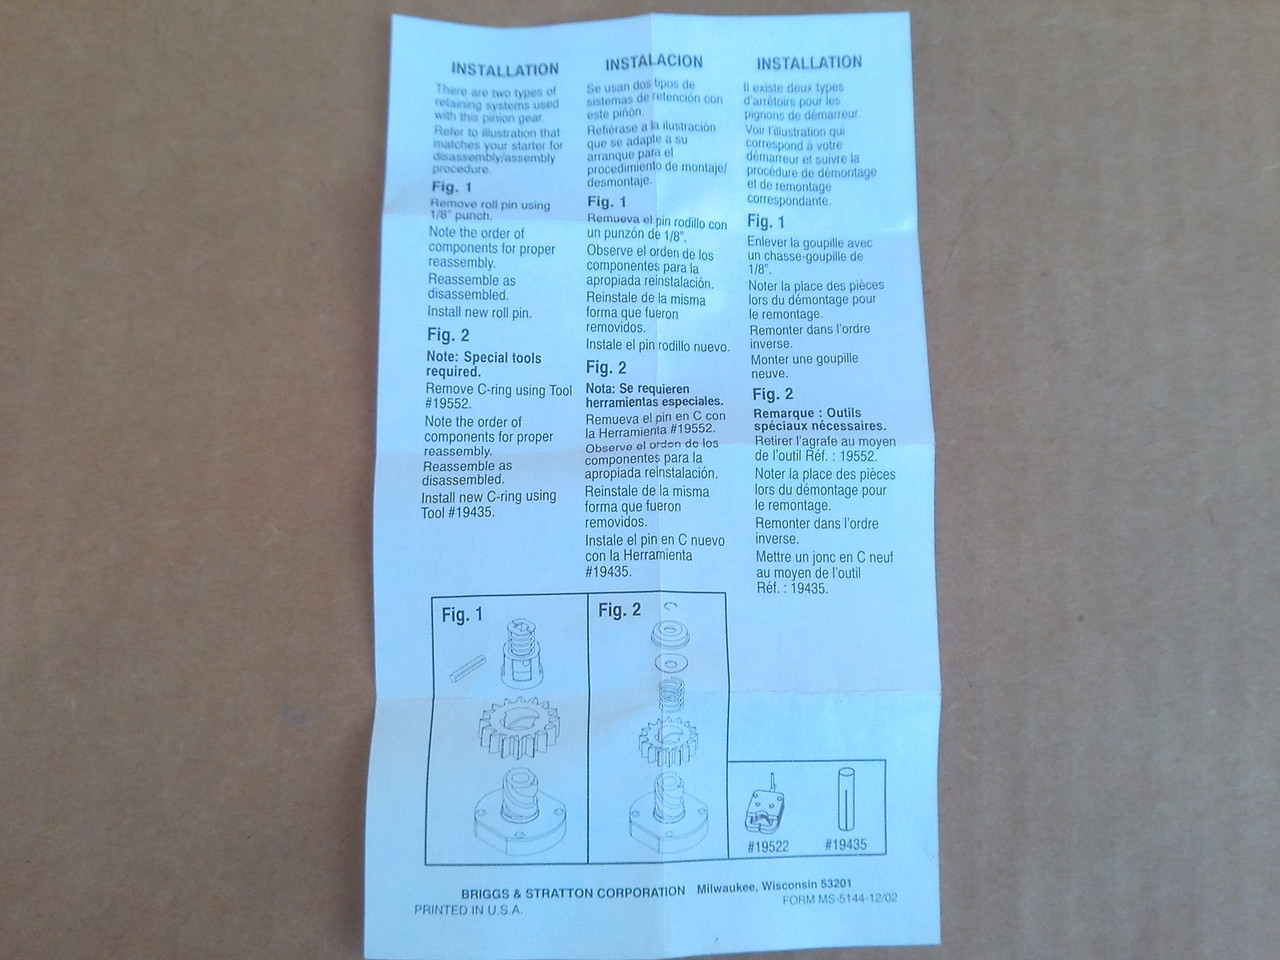 INSTALLATION
There are two types of
retaining systems used
with this pinion gear.
Refer to illustration that
matches your starter for
disassembly/assembly
procedure.
Fig. 1
Remove roll pin using
1/8" punch.
Note the order of
components for proper
reassembly.
Reassemble as
disassembled.
Install new roll pin.
Fig. 2
Note: Special tools
required.
Remove C-ring using Tool
#19552.
Note the order of
components for proper
reassembly.
Reassemble as
disassembled.
Install new C-ring using
Tool #19435.
INSTALACION
Se usan dos tipos de
sistemas de retención con
este piñón.
Refiérase a la ilustración
que se adapte a su
arranque para el
procedimiento de montaje/
desmontaje.
Fig. 1
Remueva el pin rodillo con
un punzón de 1/8".
Observe el orden de los
componentes para la
apropiada reinstalación.
Reinstale de la misma
forma que fueron
removidos.
Instale el pin rodillo nuevo.
Fig. 2
Nota: Se requieren
herramientas especiales.
Remueva el pin en C con
la Herramienta #19552.
Observe el orden de los
componentes para la
apropiada reinstalación.
Reinstale de la misma
forma que fueron
removidos.
Instale el pin en C nuevo
con la Herramienta
#19435.
INSTALLATION
Il existe deux types
d'arrêtoirs pour les
pignons de démarreur.
Voir l'illustration qui
correspond à votre
démarreur et suivre la
procédure de démontage
et de remontage
correspondante.
Fig. 1
Enlever la goupille avec
un chasse-goupille de
1/8".
Noter la place des pièces
lors du démontage pour
le remontage.
Remonter dans l'ordre
inverse.
Monter une goupille
neuve.
Fig. 2
Remarque : Outils
spéciaux nécessaires.
Retirer l'agrafe au moyen
de l'outil Réf. : 19552.
Noter la place des pièces
lors du démontage pour
le remontage.
Remonter dans l'ordre
inverse.
Mettre un jonc en C neuf
au moyen de l'outil
Réf. : 19435.
Fig. 1
Fig. 2
#19522
#19435
BRIGGS & STRATTON CORPORATION Milwaukee, Wisconsin 53201
PRINTED IN U.S.A.
FORM MS-5144-12/02